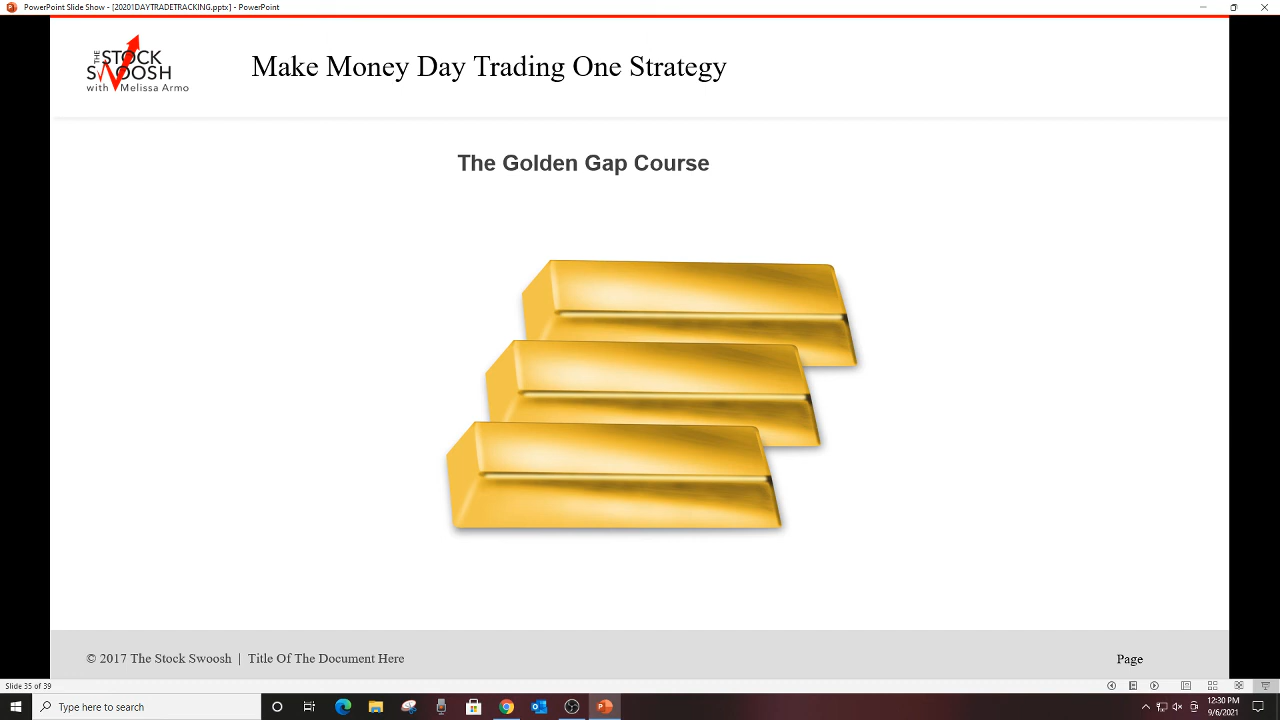 PowerPoint Slide Show - [20201DAYTRADETRACKING.pptx] - PowerPoint
THE
STOCK
SWOOSH
with Melissa Armo
Make Money Day Trading One Strategy
The Golden Gap Course
© 2017 The Stock Swoosh | Title Of The Document Here
Page
Slide 35 of 39
Type here to search
12:30 PM
9/6/2021